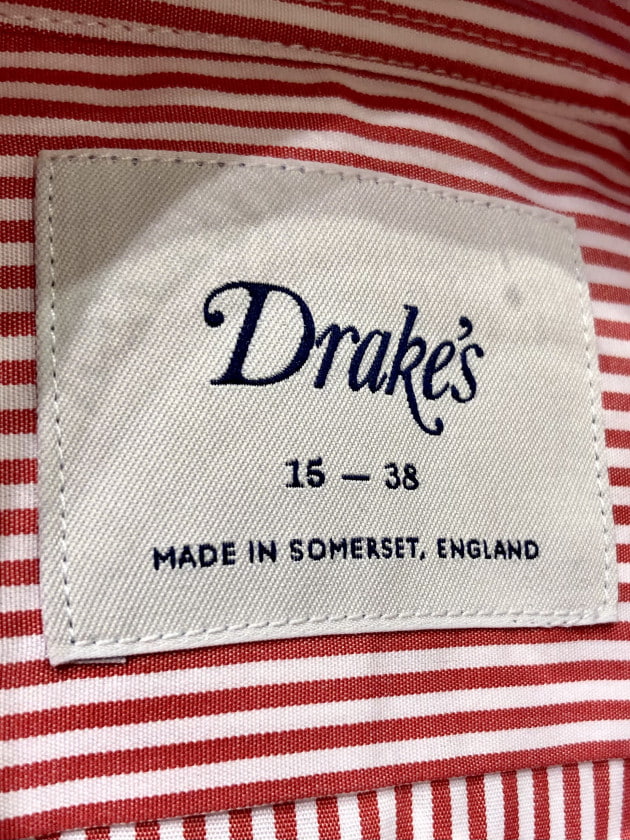 Drake's
15 — 38
MADE IN SOMERSET, ENGLAND